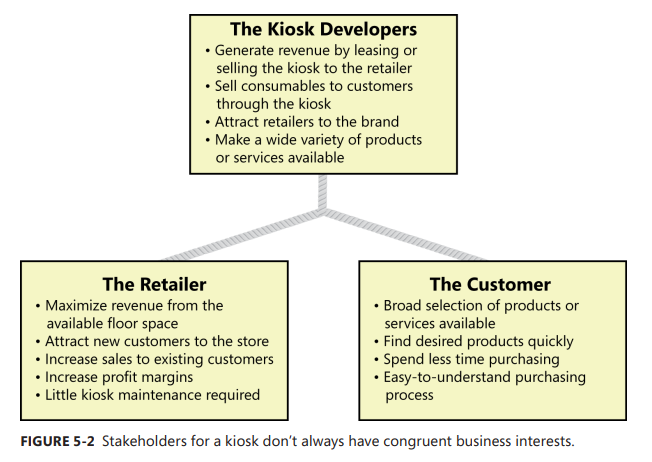 The Kiosk Developers
• Generate revenue by leasing or
selling the kiosk to the retailer
• Sell consumables to customers
through the kiosk
• Attract retailers to the brand
• Make a wide variety of products
or services available
The Retailer
• Maximize revenue from the
available floor space
• Attract new customers to the store
• Increase sales to existing customers
• Increase profit margins
• Little kiosk maintenance required
The Customer
• Broad selection of products or
services available
• Find desired products quickly
• Spend less time purchasing
• Easy-to-understand purchasing
process
FIGURE 5-2 Stakeholders for a kiosk don’t always have congruent business interests.